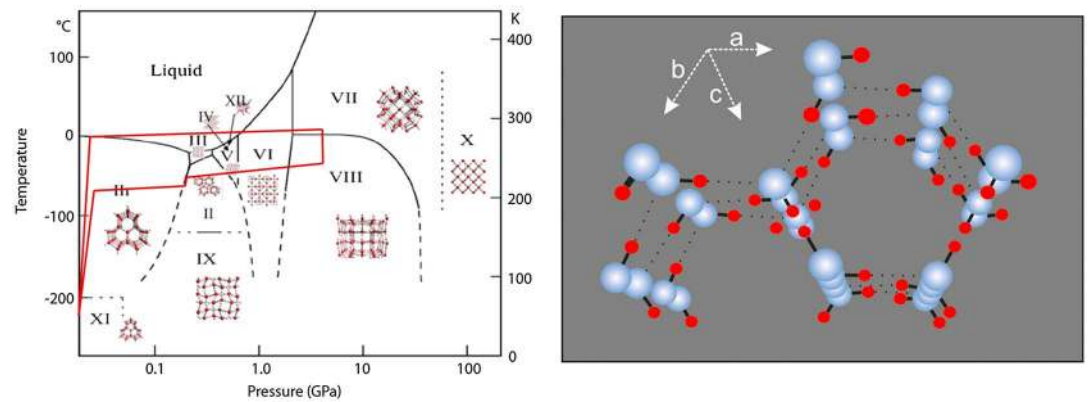 °C
K
400
100
Liquid
XII
VII
IV
300
0
III
V
VI
X
Temperature
Ih
VIII
200
-100
II
IX
100
-200
XI
0
0.1
1.0
10
100
Pressure (GPa)
a
b
c